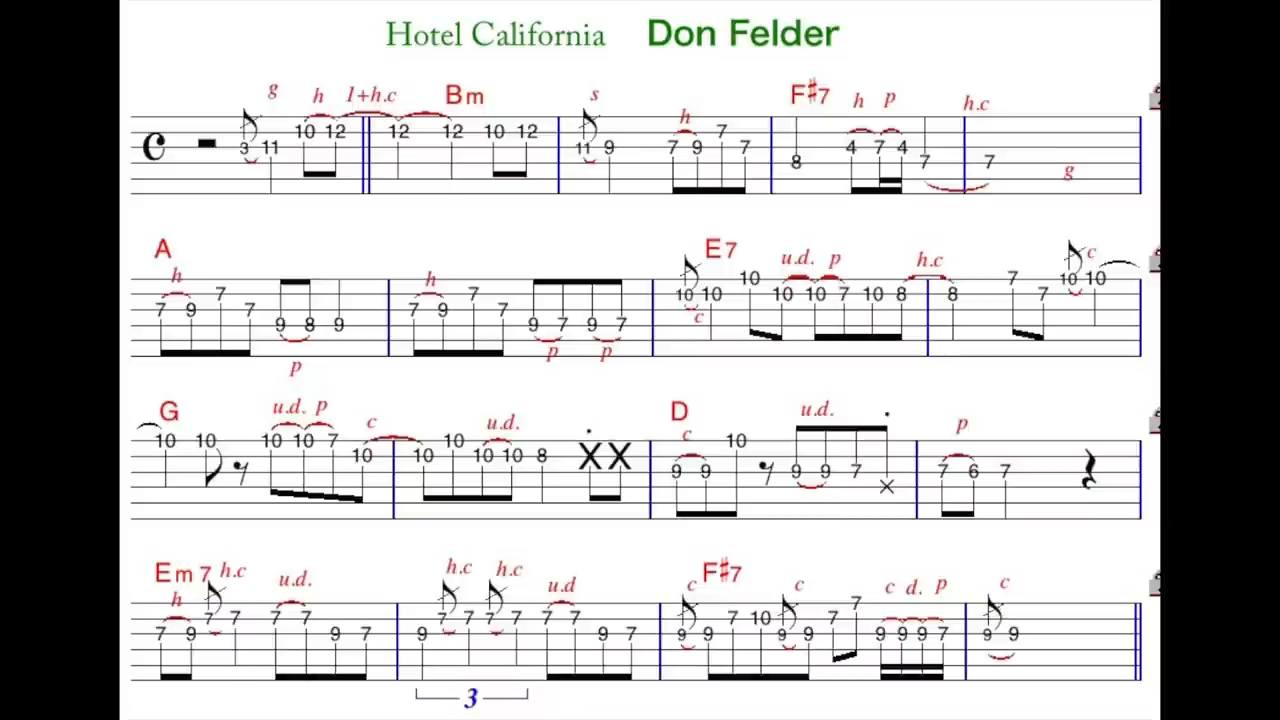 Hotel California Don Felder
g h 1+h.c Bm s h F#7 h p h.c
3 11 10 12 12 12 10 12 11 9 7 9 7 7 8 4 7 4 7 7 g
A h h E7 u.d. p h.c c
7 9 7 7 9 8 9 7 9 7 7 9 7 9 7 10 10 10 10 10 7 10 8 8 7 7 10 10
p p p c
G u.d. p c u.d. D c u.d. p
10 10 10 10 7 10 10 10 10 10 8 X X 9 9 10 9 9 7 X 7 6 7
Em7 h h.c u.d. h.c h.c u.d F#7 c c c d. p c
7 9 7 7 7 7 9 7 9 7 7 7 7 7 7 9 7 9 9 7 10 9 9 7 7 9 9 9 7 9 9
3